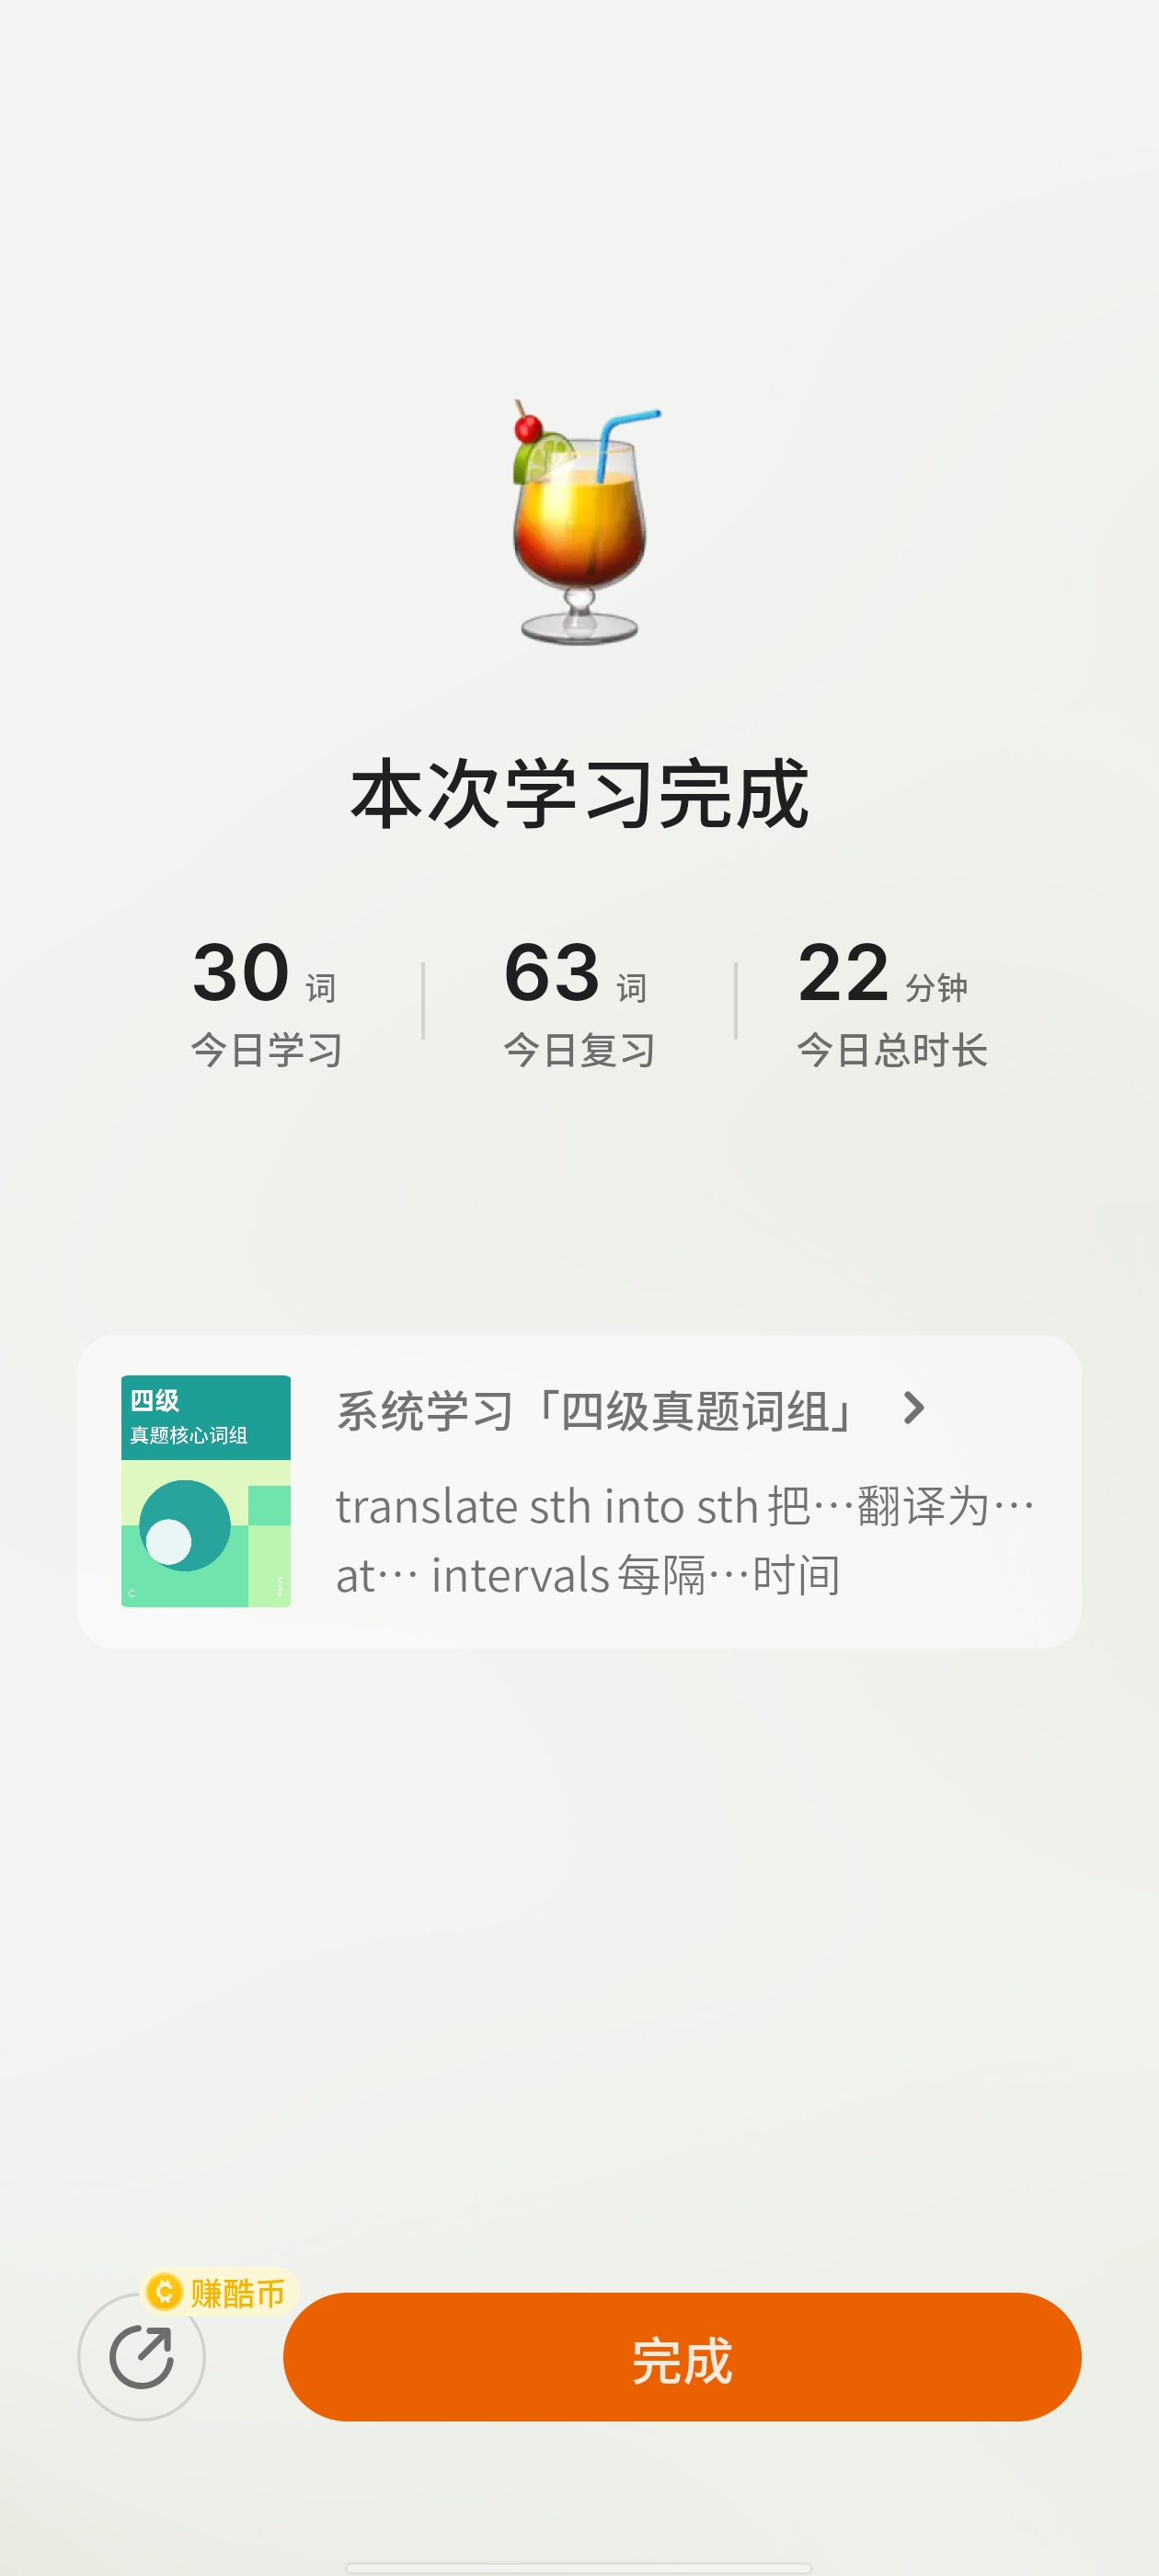 本次学习完成
30 词
今日学习
63 词
今日复习
22 分钟
今日总时长
四级
真题核心词组
C
系统学习「四级真题词组」
translate sth into sth 把…翻译为…
at… intervals 每隔…时间
赚酷币
完成